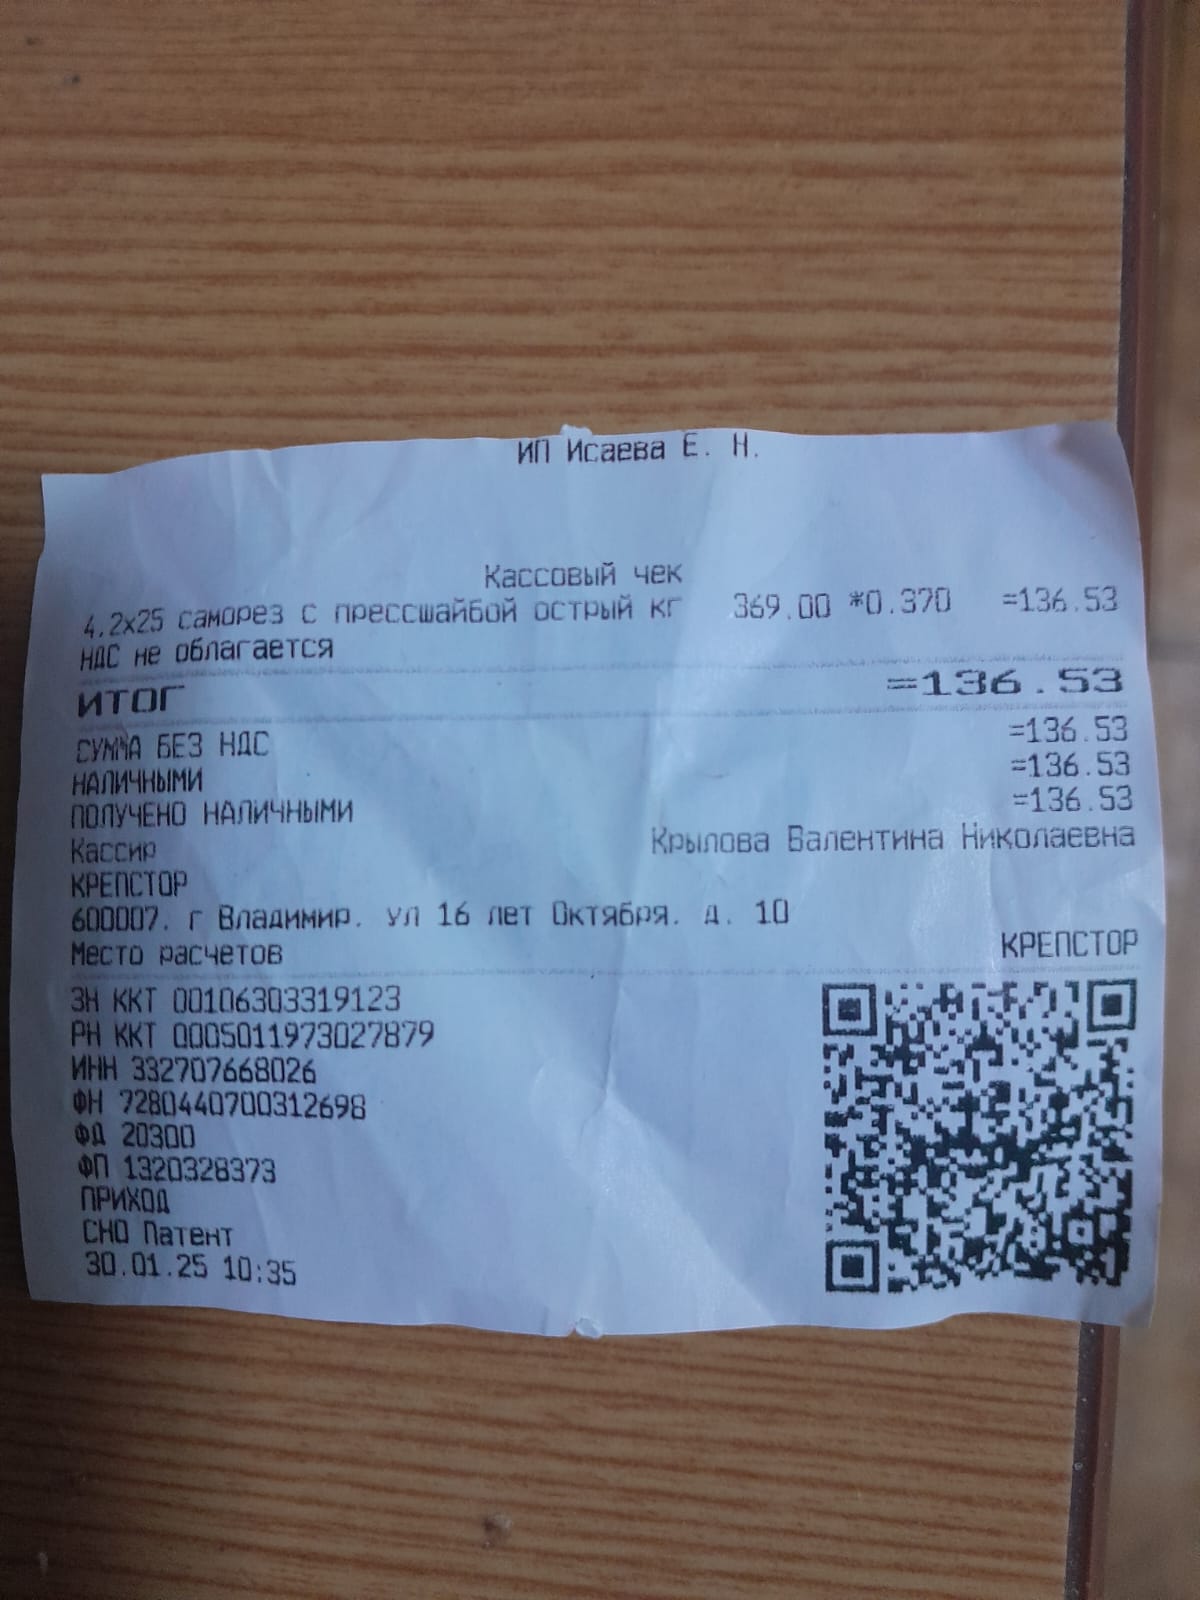 ИП Исаева Е. Н.
Кассовый чек
4,2x25 саморез с прессшайбой острый кг 369.00 *0.370 =136.53
НДС не облагается
ИТОГ =136.53
СУММА БЕЗ НДС =136.53
НАЛИЧНЫМИ =136.53
ПОЛУЧЕНО НАЛИЧНЫМИ =136.53
Кассир Крылова Валентина Николаевна
КРЕПСТОР
600007. г Владимир. ул 16 лет Октября. д. 10
Место расчетов КРЕПСТОР
ЗН ККТ 00106303319123
РН ККТ 0005011973027879
ИНН 332707668026
ФН 7280440700312698
ФД 20300
ФП 1320328373
ПРИХОД
СНО Патент
30.01.25 10:35